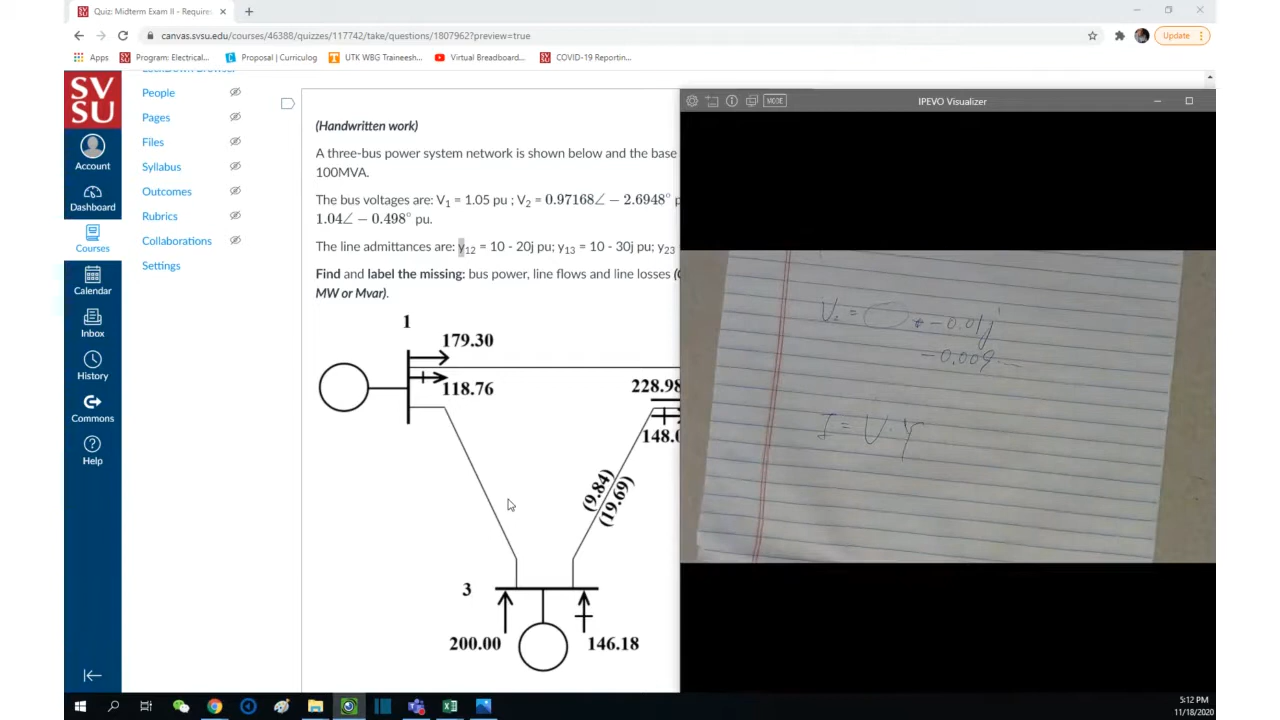 Quiz: Midterm Exam II - Require
canvas.svsu.edu/courses/46388/quizzes/117742/take/questions/1807962?preview=true
Update
Apps
Program: Electrical...
Proposal | Curriculog
UTK WBG Traineesh...
Virtual Breadboard...
COVID-19 Reportin...
SV
SU
Account
Dashboard
Courses
Calendar
Inbox
History
Commons
Help
LockDown Browser
People
Pages
Files
Syllabus
Outcomes
Rubrics
Collaborations
Settings
(Handwritten work)
A three-bus power system network is shown below and the base
100MVA.
The bus voltages are: V1 = 1.05 pu ; V2 = 0.97168∠ − 2.6948° p
1.04∠ − 0.498° pu.
The line admittances are: y12 = 10 - 20j pu; y13 = 10 - 30j pu; y23
Find and label the missing: bus power, line flows and line losses (
MW or Mvar).
1
179.30
118.76
228.98
148.0
(9.84)
(19.69)
3
200.00
146.18
MODE
IPEVO Visualizer
-0.01j
-0.009
I = V · Y
5:12 PM
11/18/2020